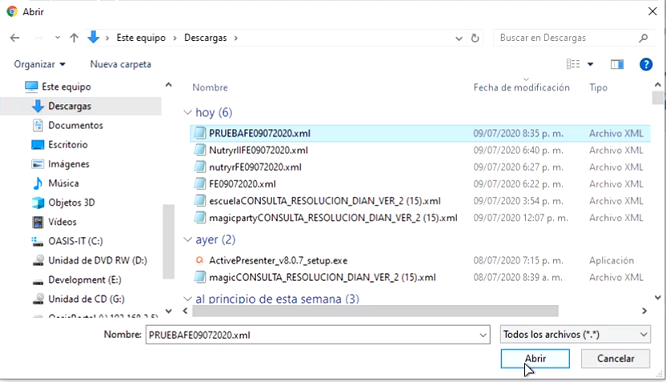 Abrir
Este equipo > Descargas >
Buscar en Descargas
Organizar
Nueva carpeta
Este equipo
Descargas
Documentos
Escritorio
Imágenes
Música
Objetos 3D
Vídeos
OASIS-IT (C:)
Unidad de DVD RW (D:)
Development (E:)
Unidad de CD (G:)
Nombre
Fecha de modificación
Tipo
hoy (6)
PRUEBAFE09072020.xml 09/07/2020 8:35 p. m. Archivo XML
NutryrIIFE09072020.xml 09/07/2020 6:40 p. m. Archivo XML
nutyrFE09072020.xml 09/07/2020 6:27 p. m. Archivo XML
FE09072020.xml 09/07/2020 6:22 p. m. Archivo XML
escuelaCONSULTA_RESOLUCION_DIAN_VER_2 (15).xml 09/07/2020 3:54 p. m. Archivo XML
magicpartyCONSULTA_RESOLUCION_DIAN_VER_2 (15).xml 09/07/2020 12:07 p. m. Archivo XML
ayer (2)
ActivePresenter_v8.0.7_setup.exe 08/07/2020 7:15 p. m. Aplicación
magicCONSULTA_RESOLUCION_DIAN_VER_2 (15).xml 08/07/2020 8:39 a. m. Archivo XML
al principio de esta semana (3)
Nombre: PRUEBAFE09072020.xml
Todos los archivos (*.*)
Abrir
Cancelar